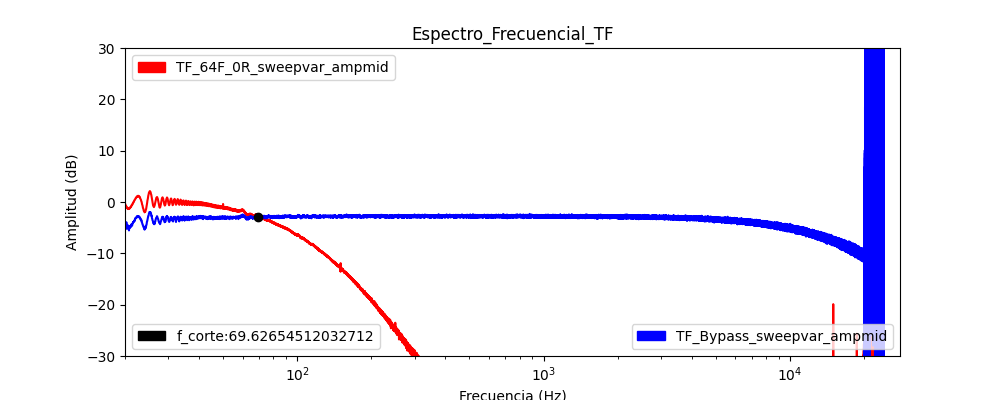 Espectro_Frecuencial_TF
30
20
10
0
−10
−20
−30
Amplitud (dB)
TF_64F_0R_sweepvar_ampmid
f_corte:69.62654512032712
TF_Bypass_sweepvar_ampmid
10²
10³
10⁴
Frecuencia (Hz)